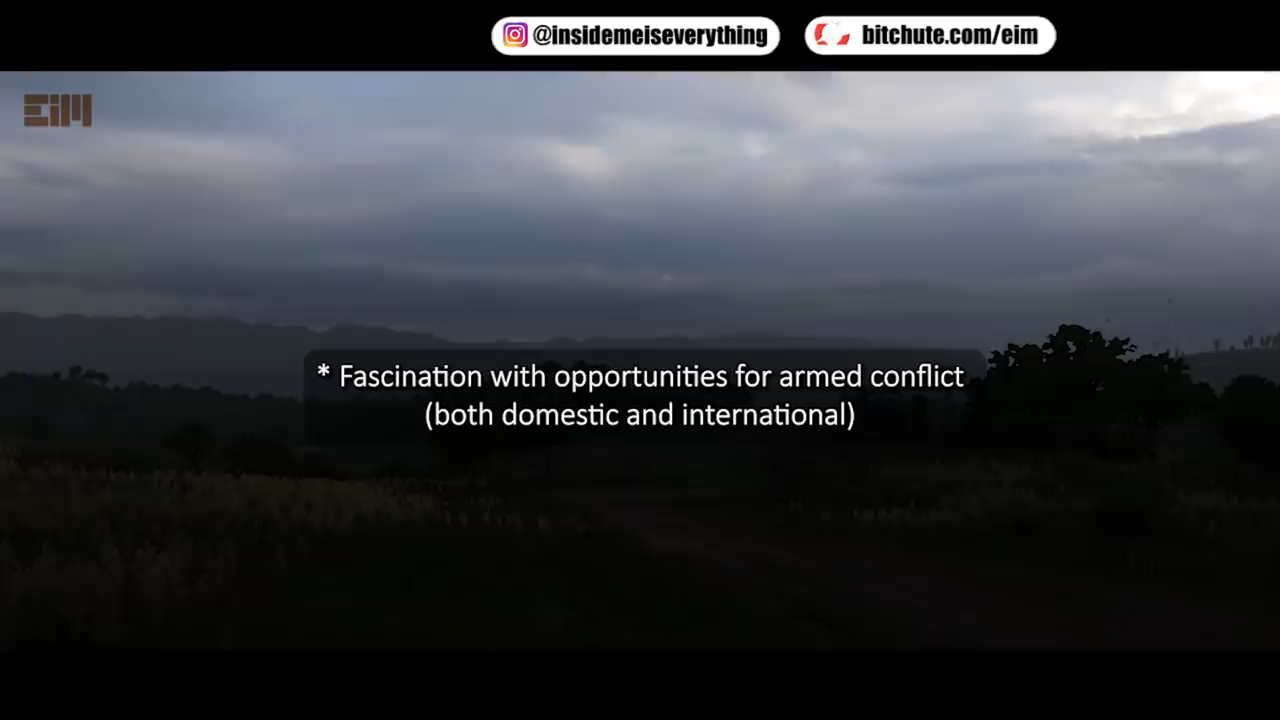 @insidemeiseverything
bitchute.com/eim
EiM
* Fascination with opportunities for armed conflict
(both domestic and international)